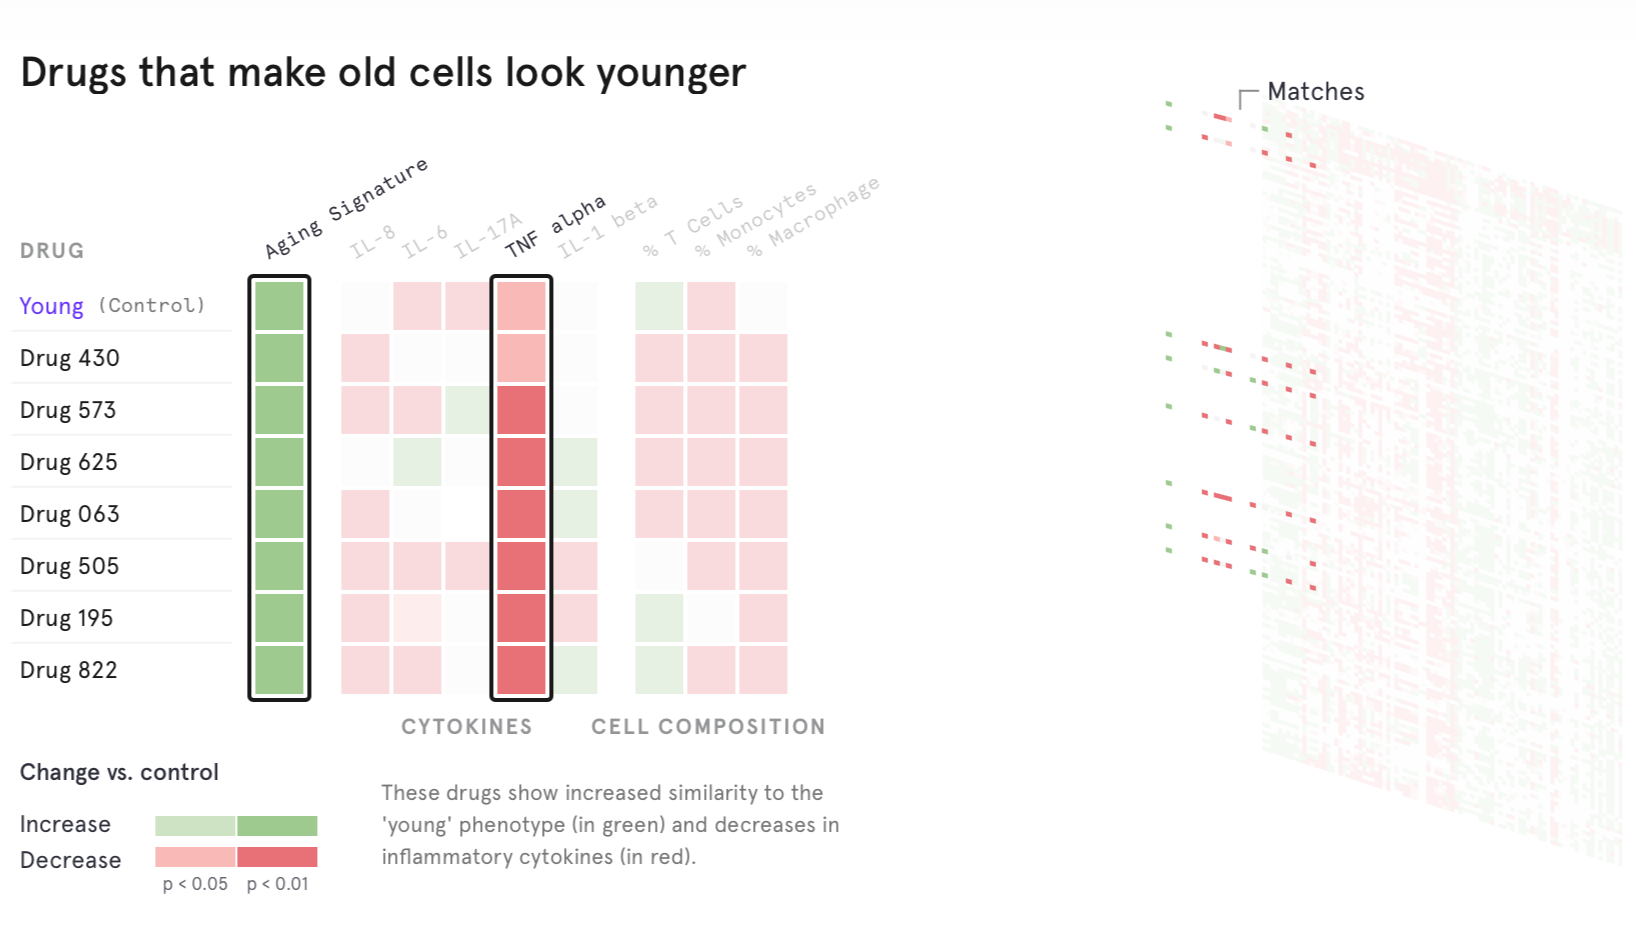 Drugs that make old cells look younger
Matches
DRUG
Aging Signature
IL-8
IL-6
IL-17A
TNF alpha
IL-1 beta
% T Cells
% Monocytes
% Macrophage
Young (Control)
Drug 430
Drug 573
Drug 625
Drug 063
Drug 505
Drug 195
Drug 822
CYTOKINES
CELL COMPOSITION
Change vs. control
Increase
Decrease
p < 0.05
p < 0.01
These drugs show increased similarity to the
'young' phenotype (in green) and decreases in
inflammatory cytokines (in red).